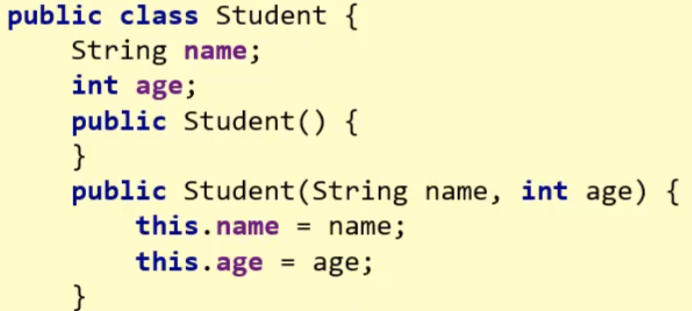 public class Student {
    String name;
    int age;
    public Student() {
    }
    public Student(String name, int age) {
        this.name = name;
        this.age = age;
    }